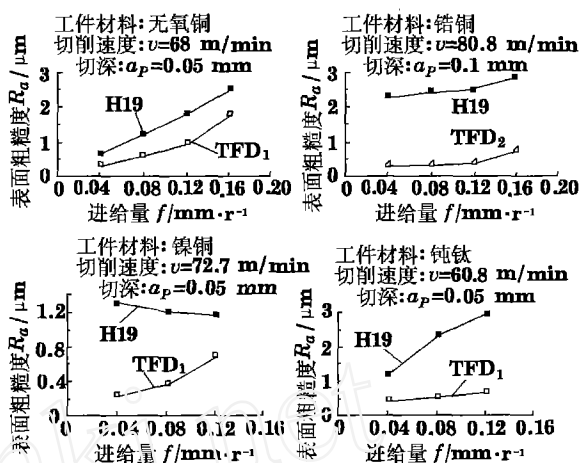 工件材料:无氧铜
切削速度:v=68 m/min
切深:aP=0.05 mm
表面粗糙度Ra/μm
3
2
1
0
H19
TFD1
0 0.04 0.08 0.12 0.16 0.20
进给量 f/mm·r-1
工件材料:锆铜
切削速度:v=80.8 m/min
切深:aP=0.1 mm
表面粗糙度Ra/μm
3
2
1
0
H19
TFD2
0 0.04 0.08 0.12 0.16 0.20
进给量 f/mm·r-1
工件材料:镍铜
切削速度:v=72.7 m/min
切深:aP=0.05 mm
表面粗糙度Ra/μm
1.2
0.8
0.4
0
H19
TFD1
0 0.04 0.08 0.12 0.16
进给量 f/mm·r-1
工件材料:钝钛
切削速度:v=60.8 m/min
切深:aP=0.05 mm
表面粗糙度Ra/μm
3
2
1
0
H19
TFD1
0.04 0.08 0.12 0.16
进给量 f/mm·r-1